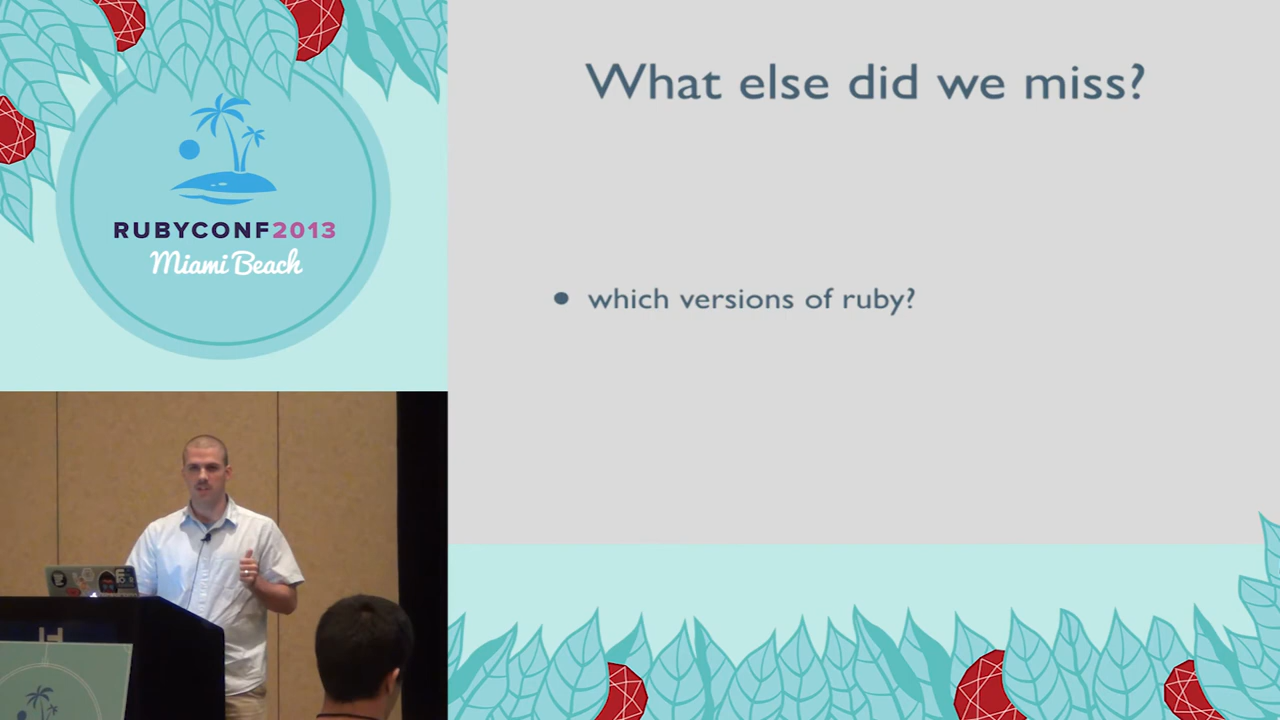 RUBYCONF2013
Miami Beach
What else did we miss?
• which versions of ruby?